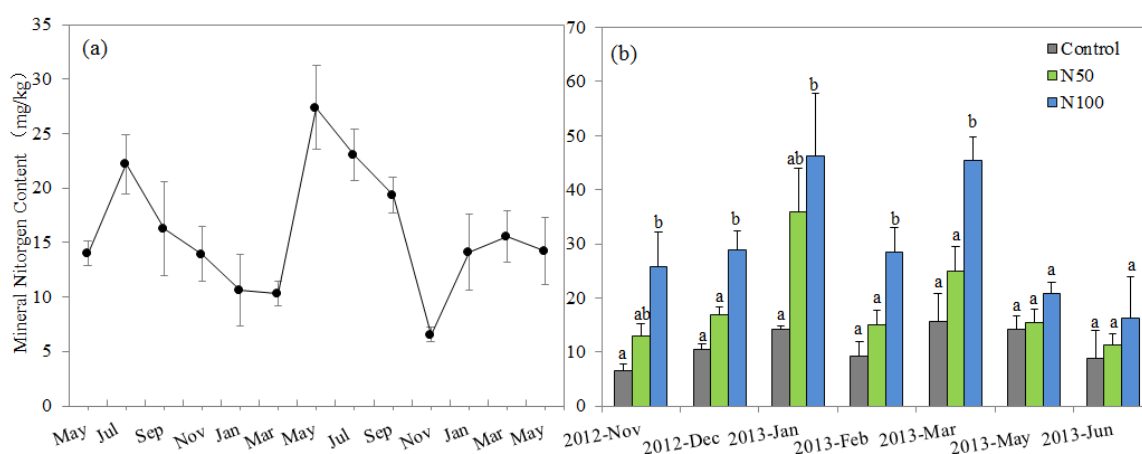 (a)
Mineral Nitorgen Content (mg/kg)
35
30
25
20
15
10
5
0
May Jul Sep Nov Jan Mar May Jul Sep Nov Jan Mar May
(b)
70
60
50
40
30
20
10
0
Control
N50
N100
a ab b
a a b
a ab b
a a b
a a b
a a a
a a a
2012-Nov 2012-Dec 2013-Jan 2013-Feb 2013-Mar 2013-May 2013-Jun